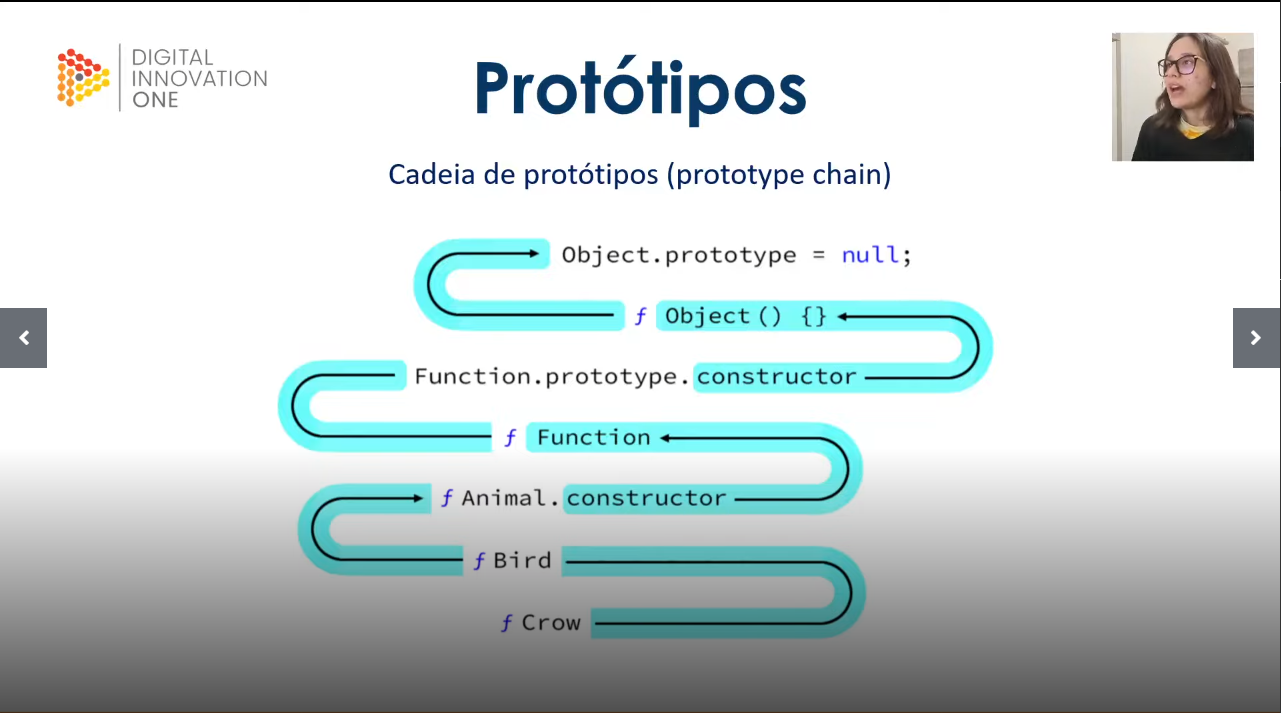 DIGITAL
INNOVATION
ONE
Protótipos
Cadeia de protótipos (prototype chain)
Object.prototype = null;
ƒ Object() {}
Function.prototype.constructor
ƒ Function
ƒ Animal.constructor
ƒ Bird
ƒ Crow